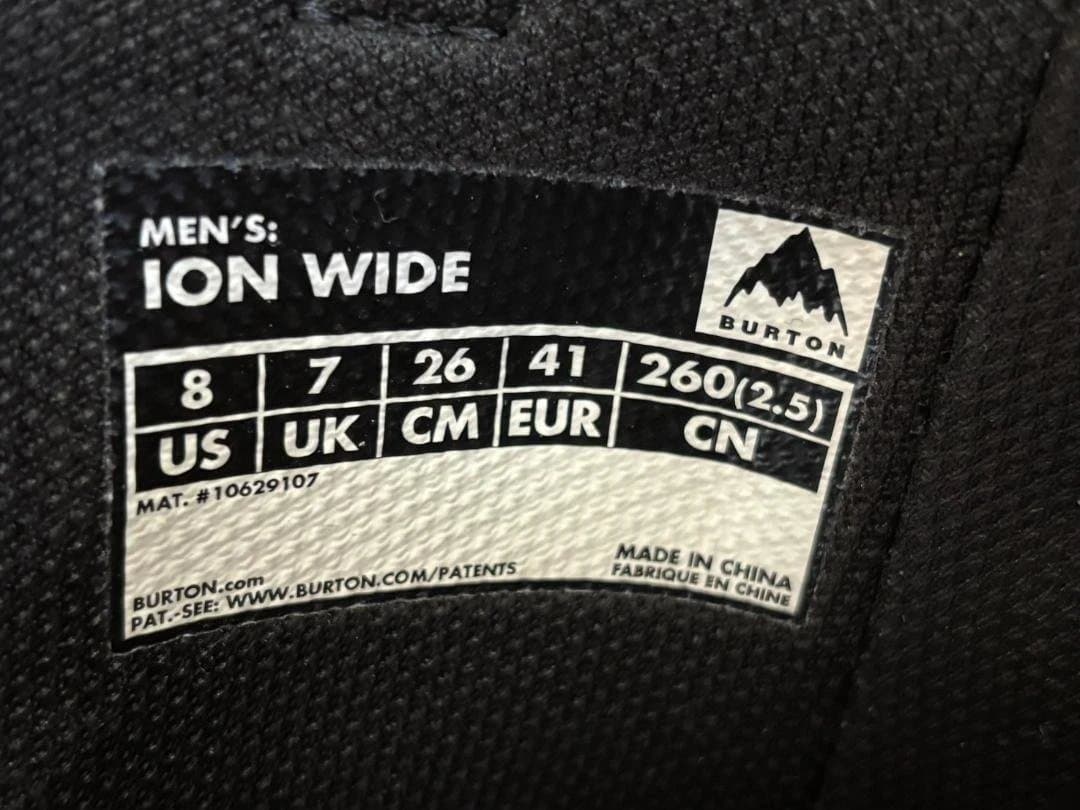 MEN'S:
ION WIDE
BURTON
8 7 26 41 260(2.5)
US UK CM EUR CN
MAT. #10629107
BURTON.com
PAT.-SEE: WWW.BURTON.COM/PATENTS
MADE IN CHINA
FABRIQUE EN CHINE